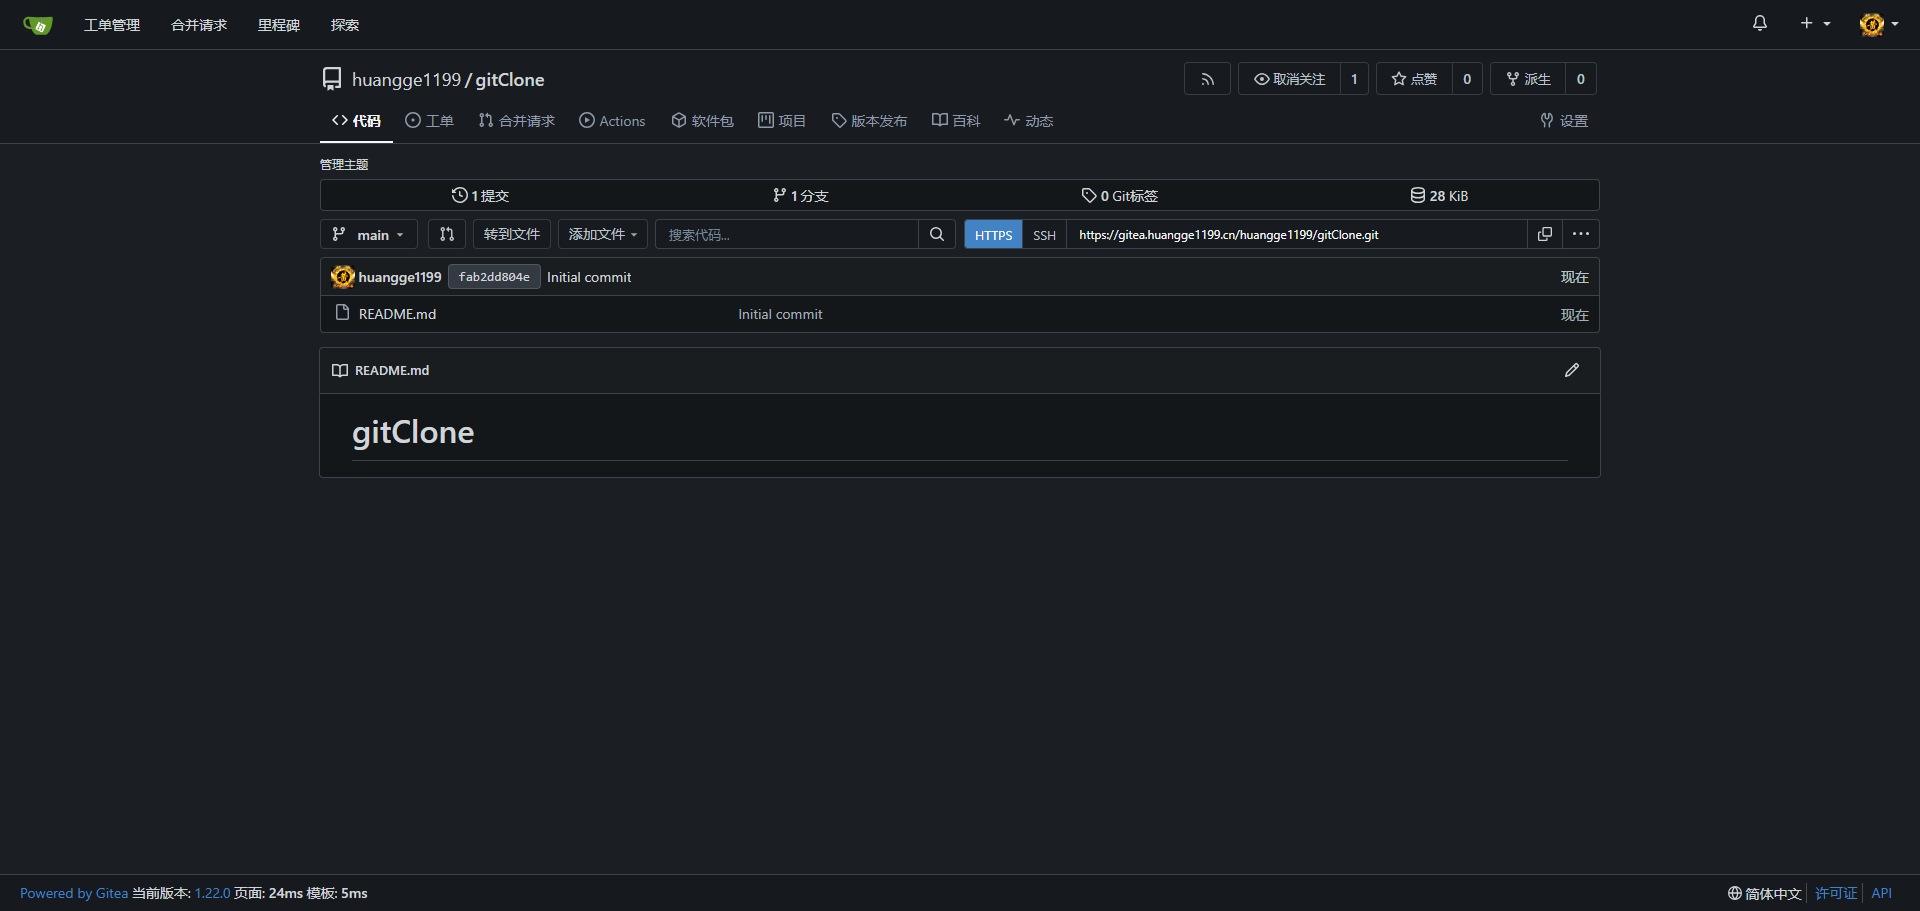 工单管理 合并请求 里程碑 探索
huangge1199 / gitClone 取消关注 1 点赞 0 派生 0
代码 工单 合并请求 Actions 软件包 项目 版本发布 百科 动态 设置
管理主题
1 提交 1 分支 0 Git标签 28 KiB
main 转到文件 添加文件 搜索代码... HTTPS SSH https://gitea.huangge1199.cn/huangge1199/gitClone.git
huangge1199 fab2dd804e Initial commit 现在
README.md Initial commit 现在
README.md
gitClone
Powered by Gitea 当前版本: 1.22.0 页面: 24ms 模板: 5ms 简体中文 许可证 API